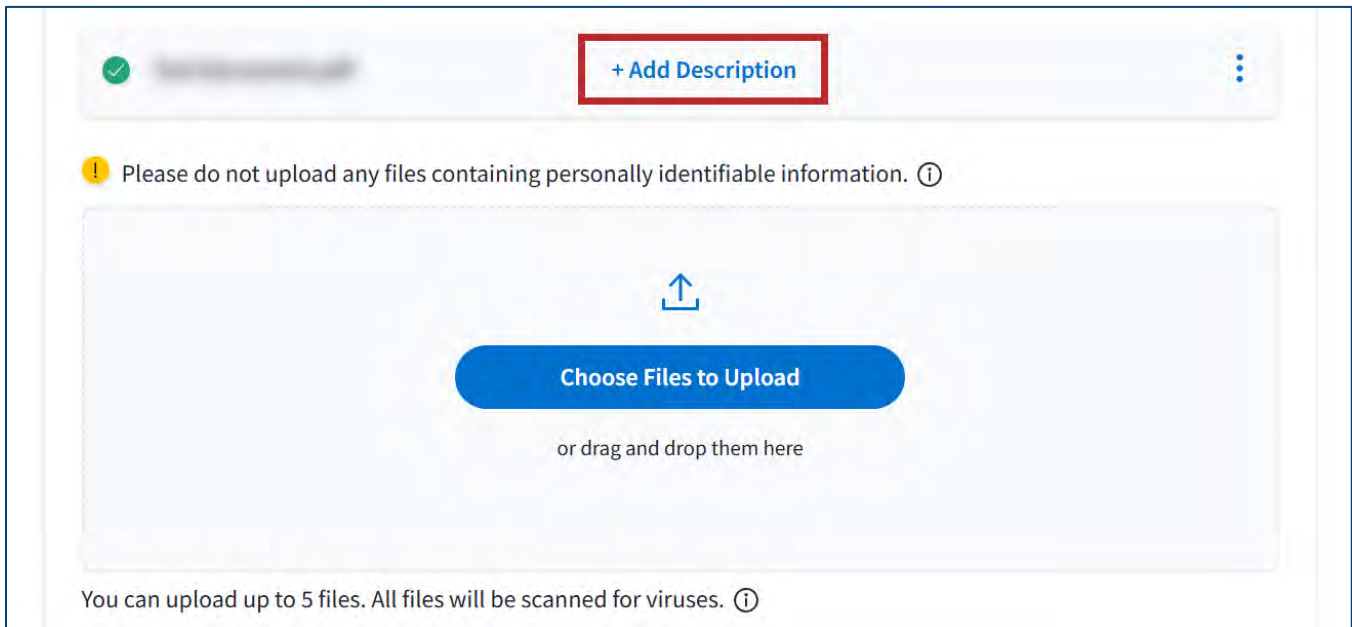 + Add Description
Please do not upload any files containing personally identifiable information.
Choose Files to Upload
or drag and drop them here
You can upload up to 5 files. All files will be scanned for viruses.